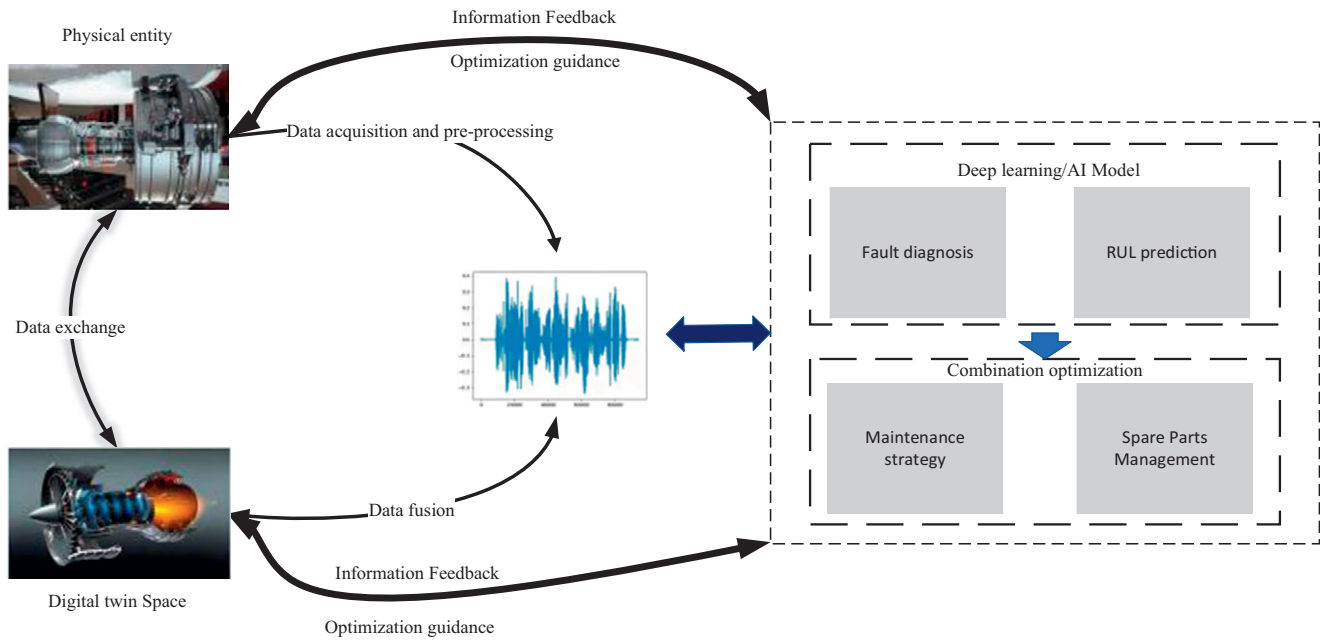 Information Feedback
Physical entity
Optimization guidance
Data acquisition and pre-processing
Deep learning/AI Model
Fault diagnosis
RUL prediction
Data exchange
Combination optimization
Maintenance
strategy
Spare Parts
Management
Data fusion
Information Feedback
Digital twin Space
Optimization guidance